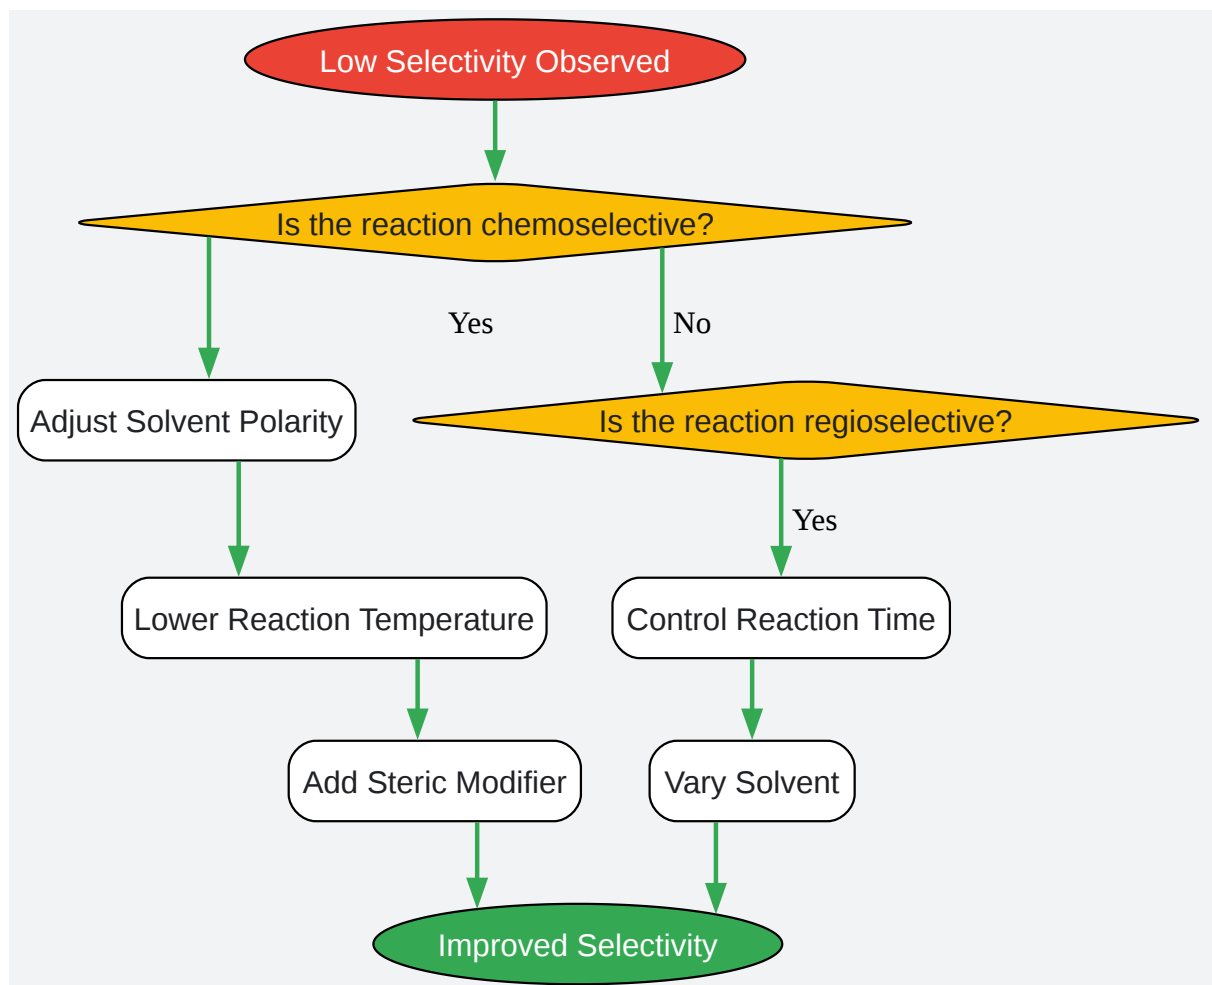 Low Selectivity Observed
Is the reaction chemoselective?
Yes
No
Adjust Solvent Polarity
Is the reaction regioselective?
Yes
Lower Reaction Temperature
Control Reaction Time
Add Steric Modifier
Vary Solvent
Improved Selectivity